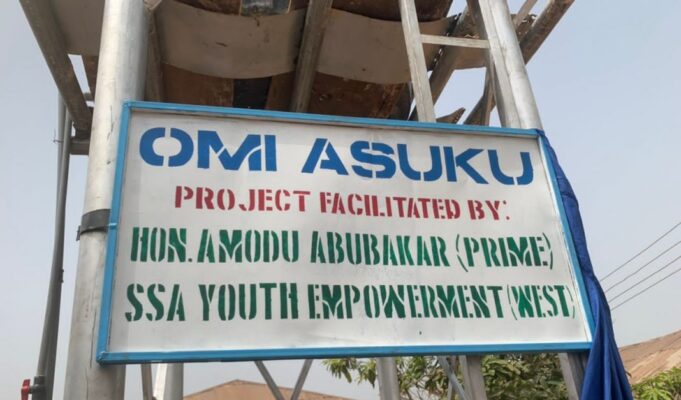 OMI ASUKU
PROJECT FACILITATED BY:
HON. AMODU ABUBAKAR (PRIME)
SSA YOUTH EMPOWERMENT (WEST)